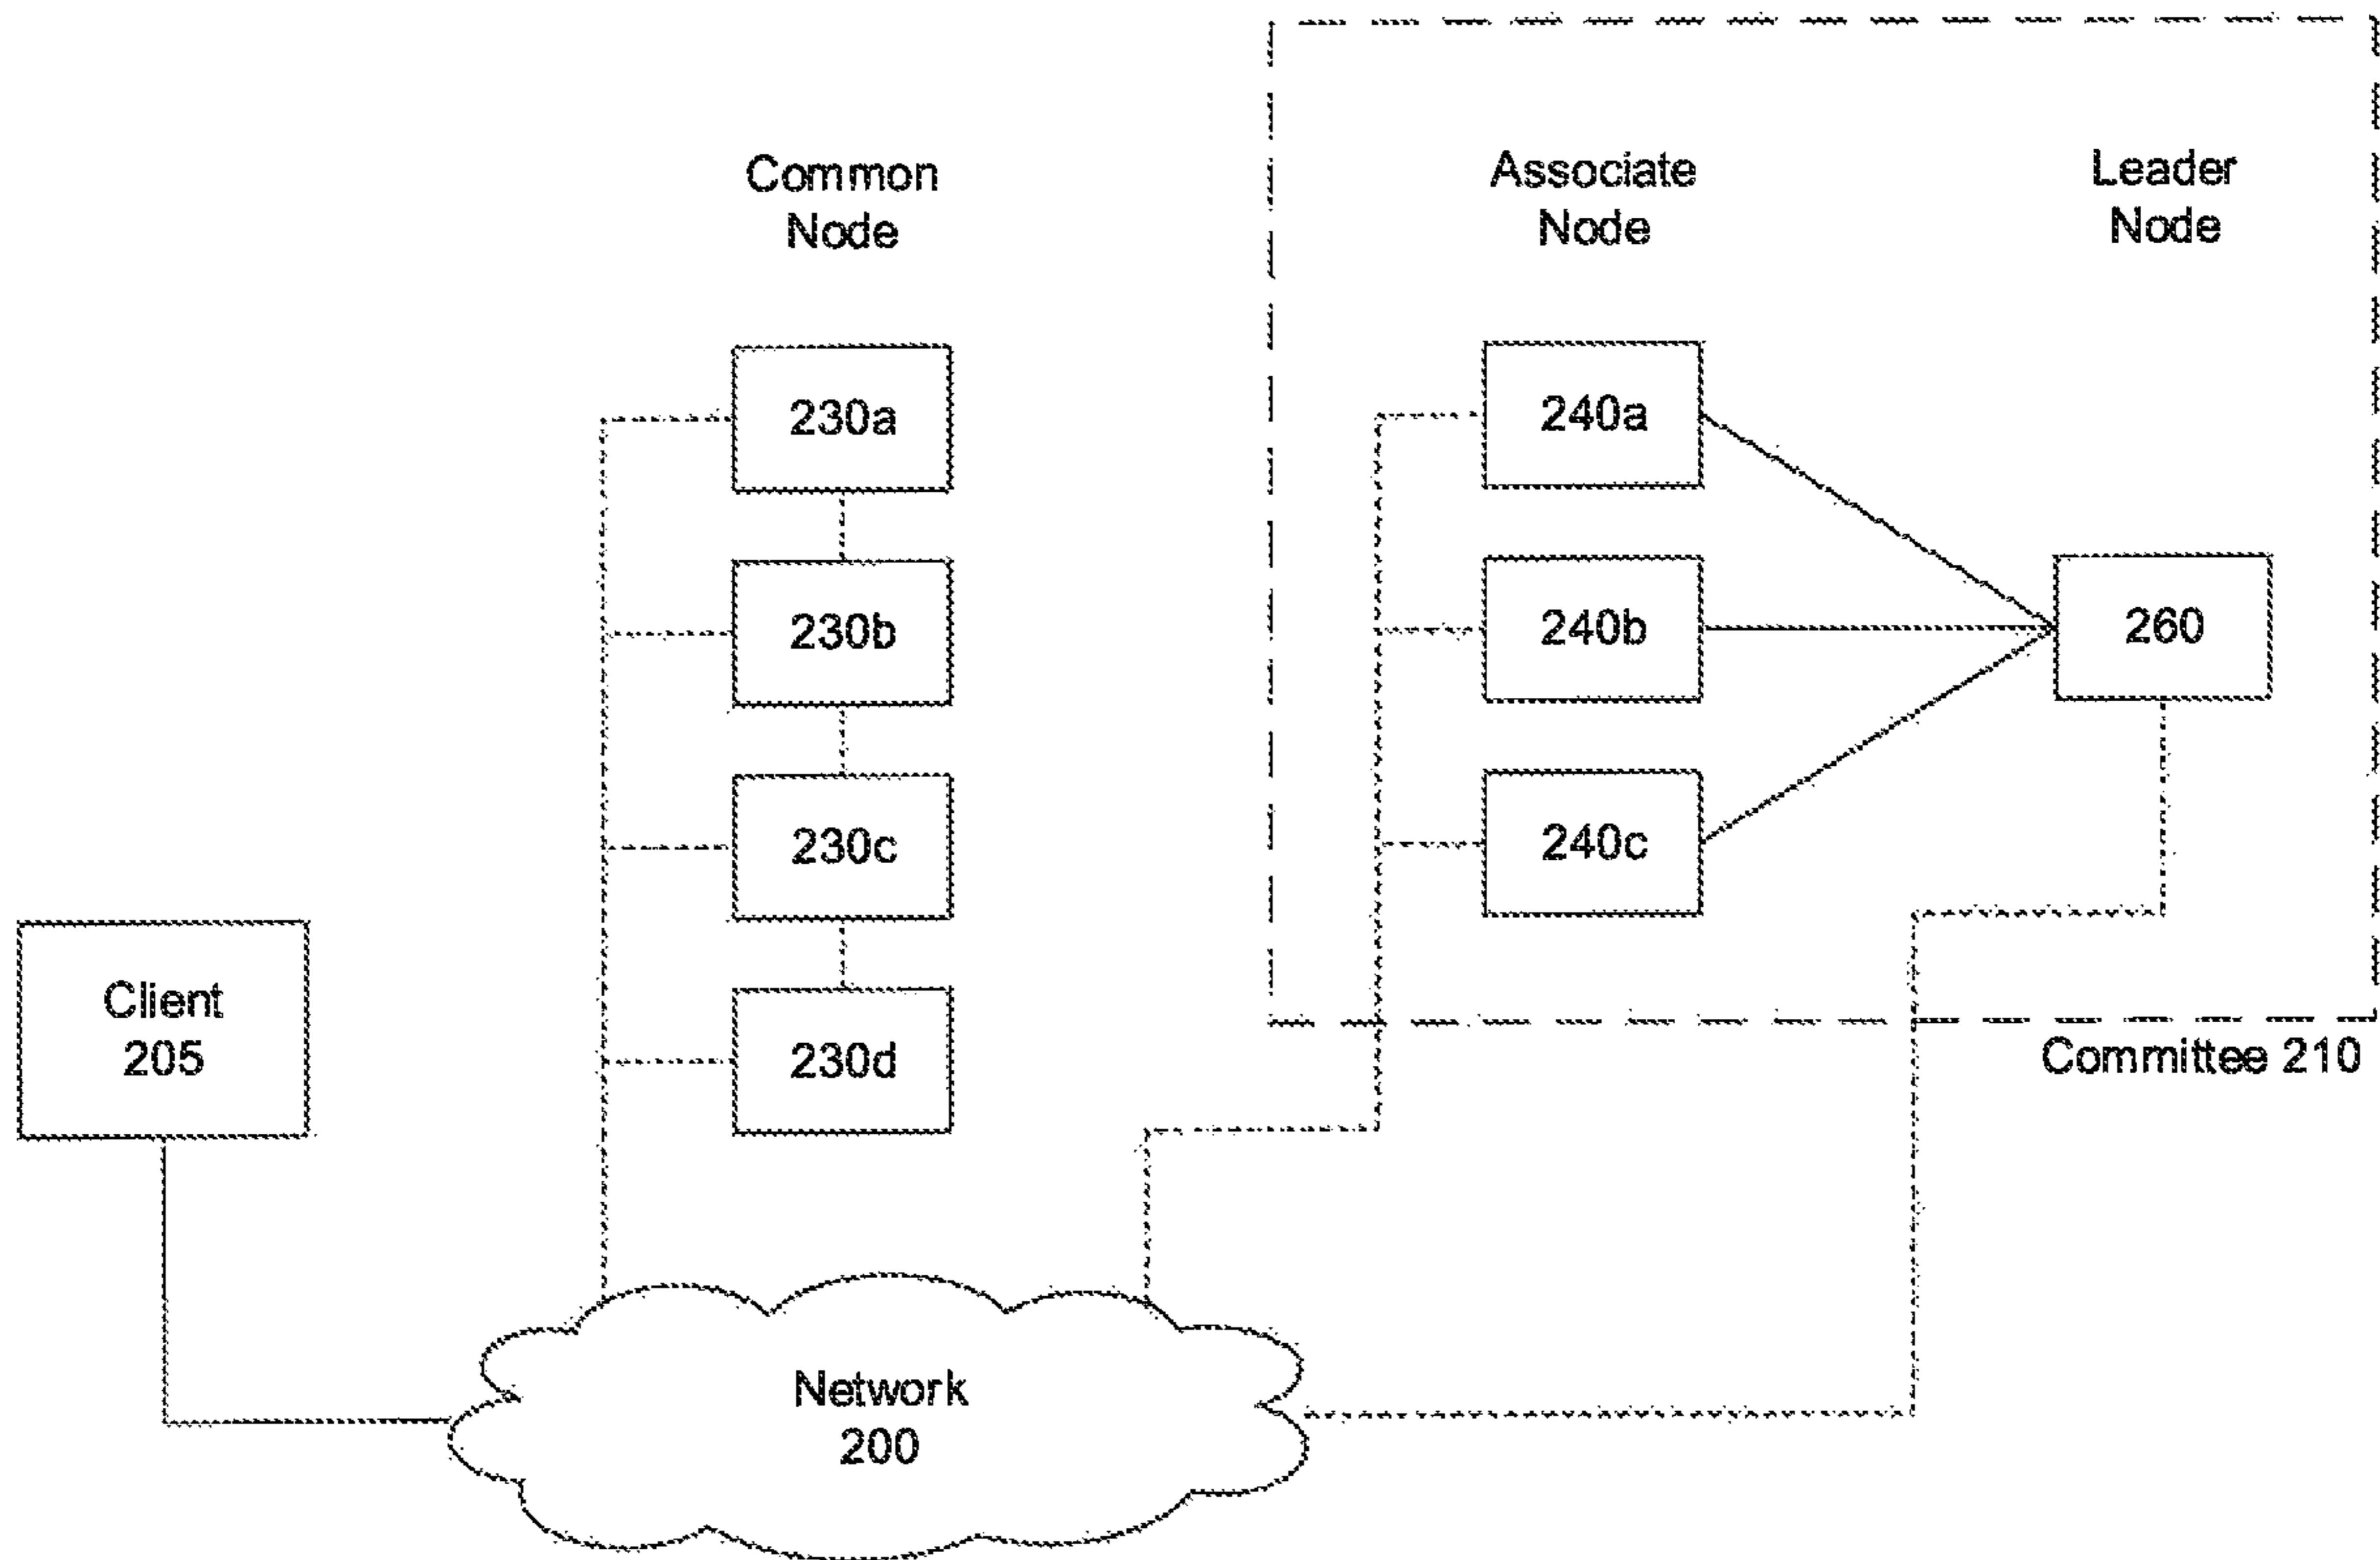 Common
Node
Associate
Node
Leader
Node
230a
240a
230b
240b
260
230c
240c
Client
205
230d
Committee 210
Network
200